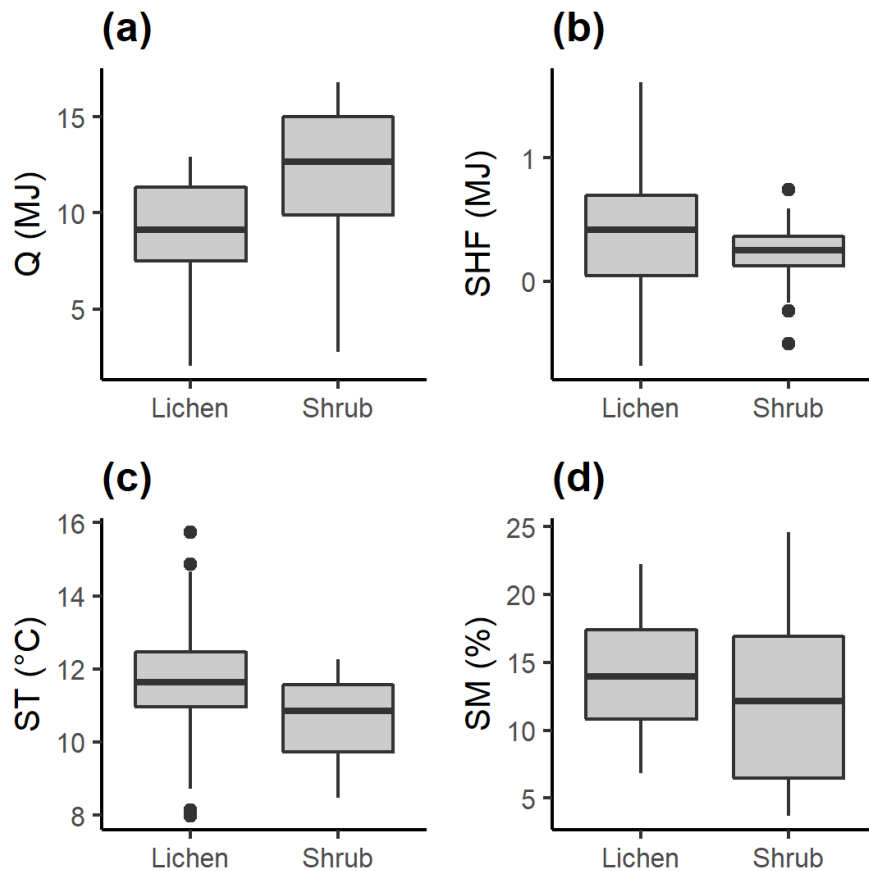 (a)
Q (MJ)
15
10
5
Lichen
Shrub
(b)
SHF (MJ)
1
0
Lichen
Shrub
(c)
ST (°C)
16
14
12
10
8
Lichen
Shrub
(d)
SM (%)
25
20
15
10
5
Lichen
Shrub